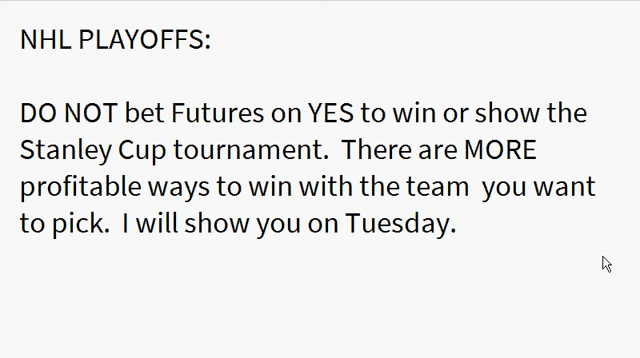 NHL PLAYOFFS:
DO NOT bet Futures on YES to win or show the
Stanley Cup tournament.  There are MORE
profitable ways to win with the team  you want
to pick.  I will show you on Tuesday.